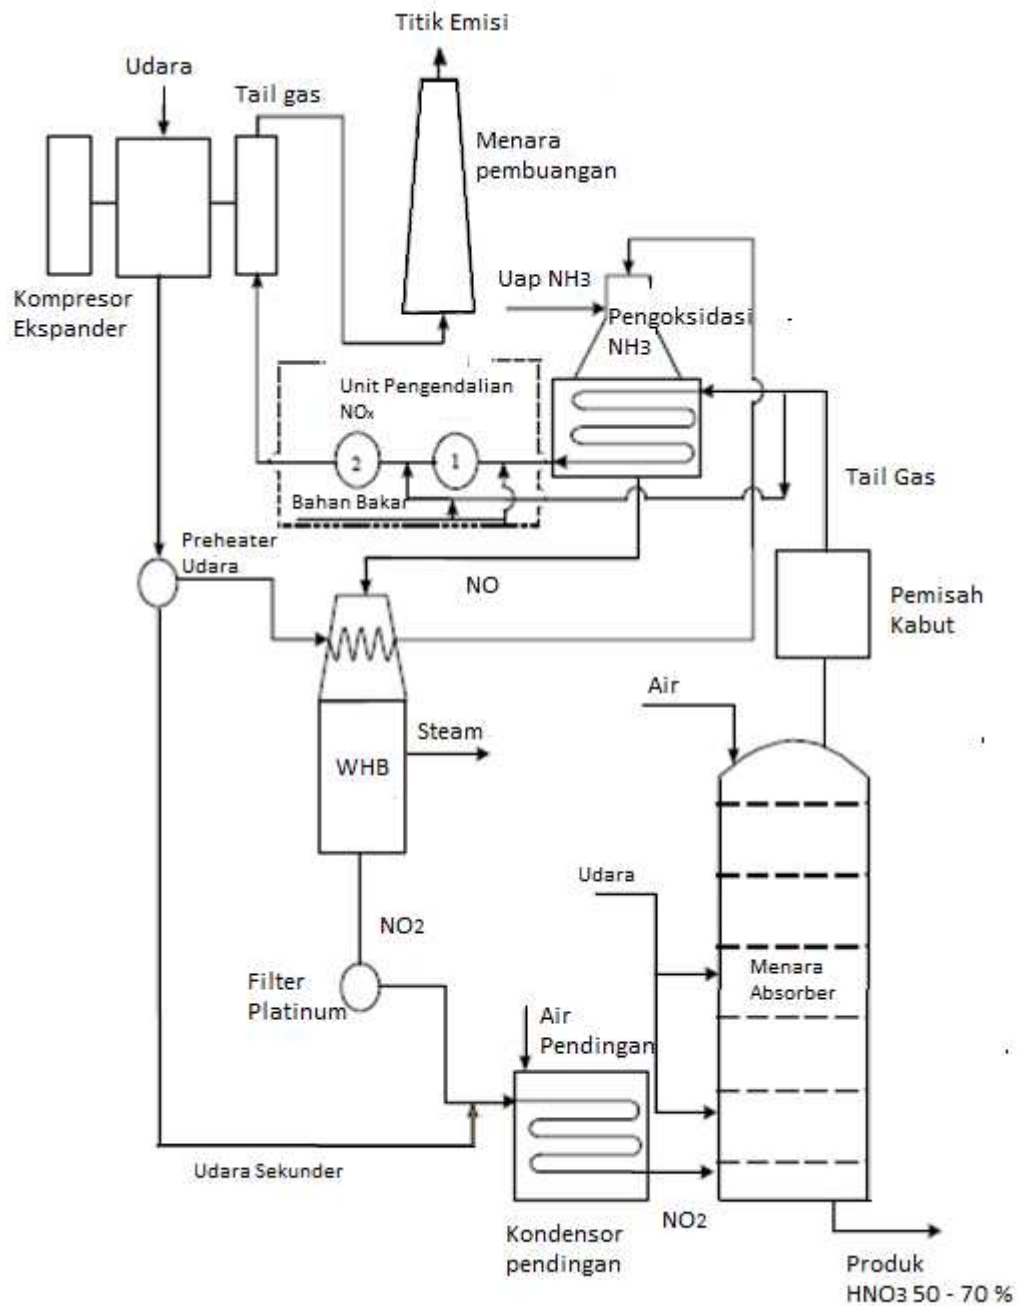 Titik Emisi
Udara
Tail gas
Menara
pembuangan
Kompresor
Ekspander
Uap NH3
Pengoksidasi
NH3
Unit Pengendalian
NOx
2
1
Bahan Bakar
Tail Gas
Preheater
Udara
NO
Pemisah
Kabut
Air
Steam
WHB
Udara
NO2
Menara
Absorber
Filter
Platinum
Air
Pendingan
Udara Sekunder
NO2
Kondensor
pendingan
Produk
HNO3 50 - 70 %